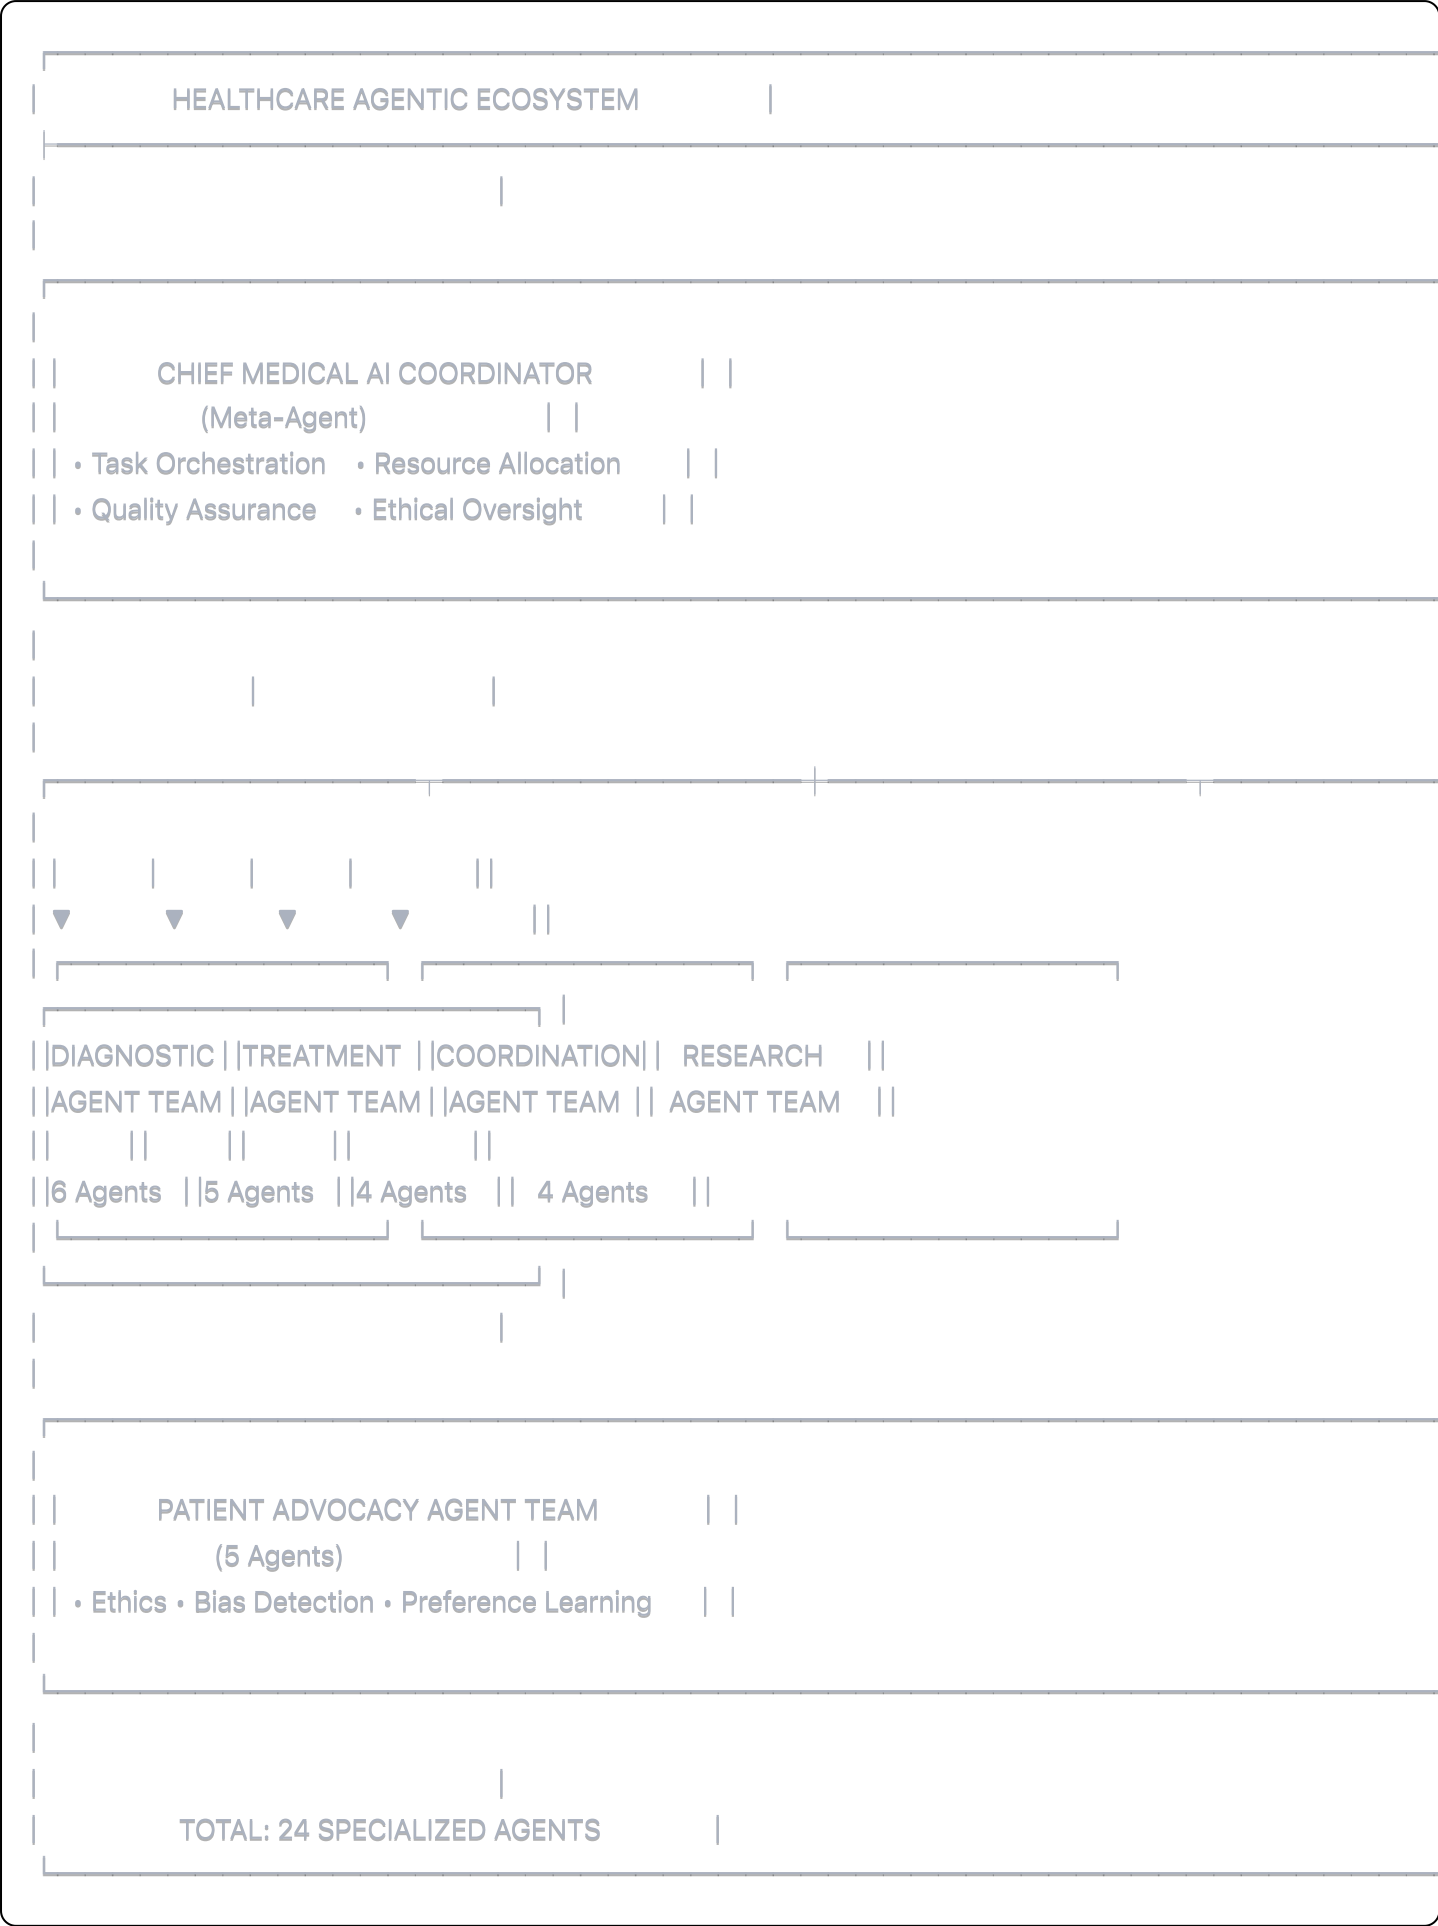 HEALTHCARE AGENTIC ECOSYSTEM
CHIEF MEDICAL AI COORDINATOR
(Meta-Agent)
• Task Orchestration • Resource Allocation
• Quality Assurance • Ethical Oversight
▼ ▼ ▼ ▼
DIAGNOSTIC TREATMENT COORDINATION RESEARCH
AGENT TEAM AGENT TEAM AGENT TEAM AGENT TEAM
6 Agents 5 Agents 4 Agents 4 Agents
PATIENT ADVOCACY AGENT TEAM
(5 Agents)
• Ethics • Bias Detection • Preference Learning
TOTAL: 24 SPECIALIZED AGENTS